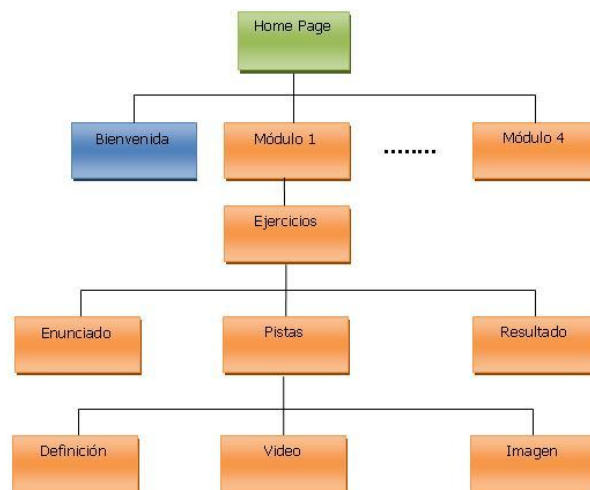 Home Page
Bienvenida
Módulo 1
........
Módulo 4
Ejercicios
Enunciado
Pistas
Resultado
Definición
Video
Imagen